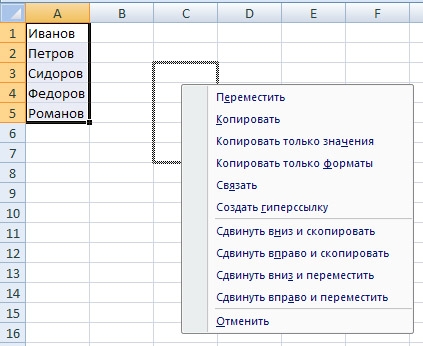 A B C D E F
1 Иванов
2 Петров
3 Сидоров
4 Федоров
5 Романов
6
7
8
9
10
11
12
13
14
15
16
Переместить
Копировать
Копировать только значения
Копировать только форматы
Связать
Создать гиперссылку
Сдвинуть вниз и скопировать
Сдвинуть вправо и скопировать
Сдвинуть вниз и переместить
Сдвинуть вправо и переместить
Отменить